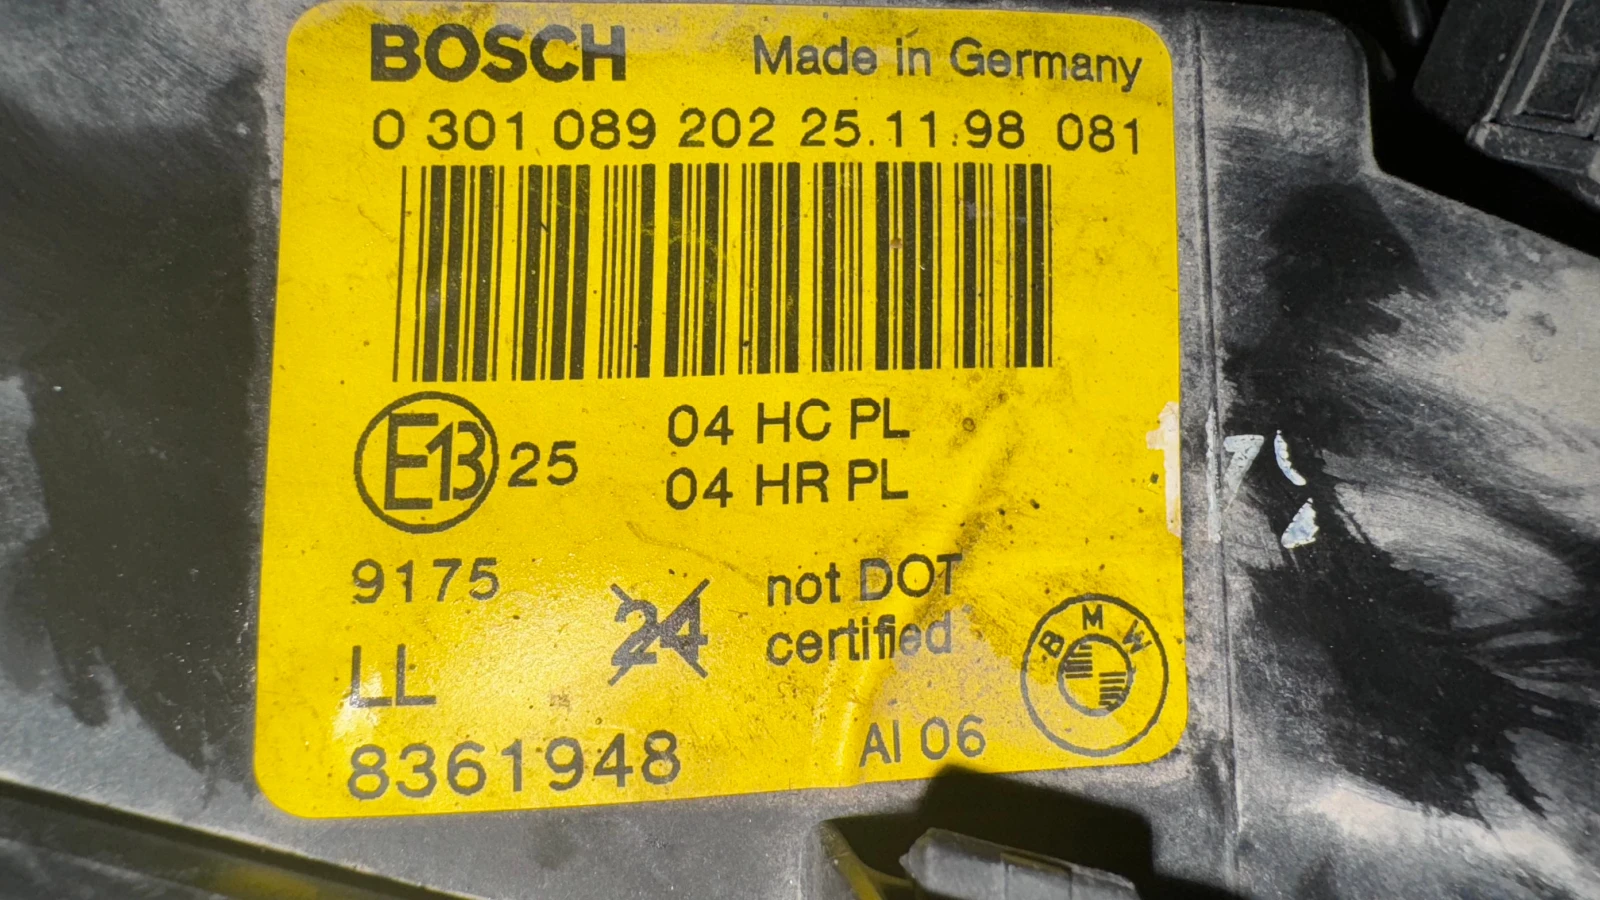 BOSCH Made in Germany
0 301 089 202 25.11.98 081
E13 25
04 HC PL
04 HR PL
9175
24
not DOT
certified
LL
8361948
Al 06
BMW